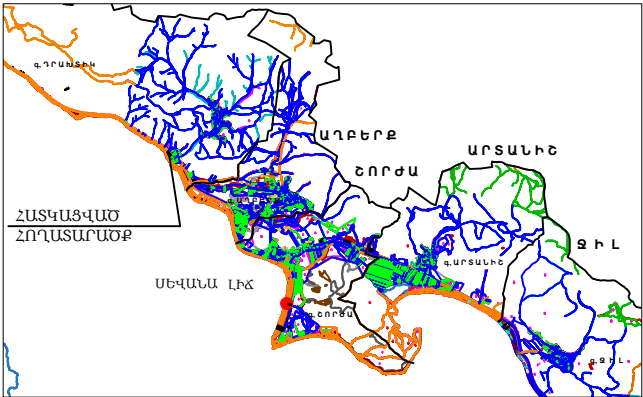 գ.ԴՐԱԽՏԻԿ
ԱՂԲԵՐՔ
ՇՈՐԺԱ
ԱՐՏԱՆԻՇ
ՋԻԼ
ՀԱՏԿԱՑՎԱԾ
ՀՈՂԱՏԱՐԱԾՔ
գ.ԱՐՏԱՆԻՇ
ՍԵՎԱՆԱ ԼԻՃ
գ.ՇՈՐԺԱ
գ.ՋԻԼ